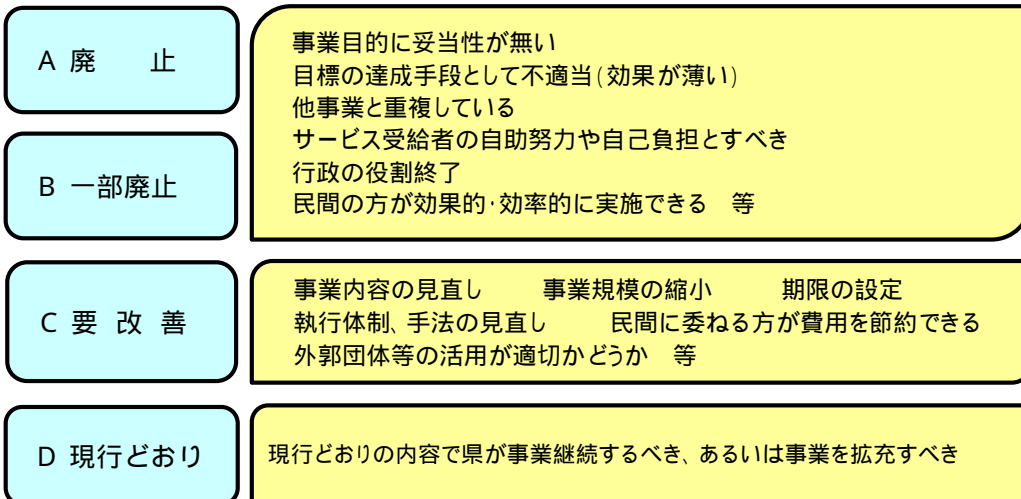 A 廃　止
事業目的に妥当性が無い
目標の達成手段として不適当(効果が薄い)
他事業と重複している
サービス受給者の自助努力や自己負担とすべき
行政の役割終了
民間の方が効果的・効率的に実施できる　等
B 一部廃止
C 要 改 善
事業内容の見直し　事業規模の縮小　期限の設定
執行体制、手法の見直し　民間に委ねる方が費用を節約できる
外郭団体等の活用が適切かどうか　等
D 現行どおり
現行どおりの内容で県が事業継続するべき、あるいは事業を拡充すべき